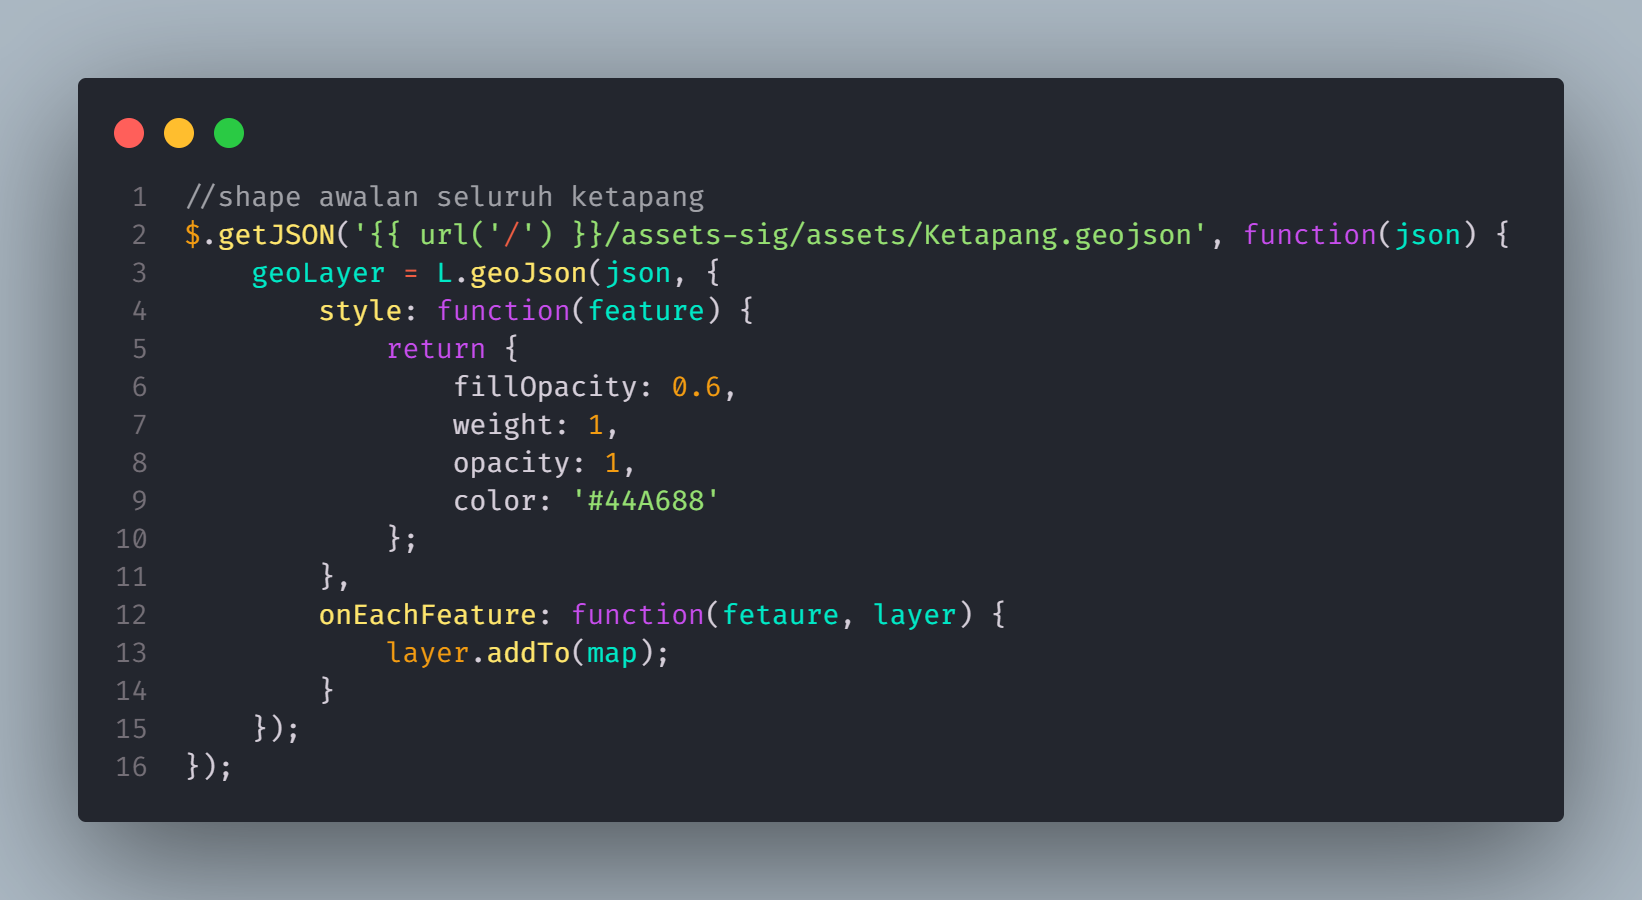 1 //shape awalan seluruh ketapang
2 $.getJSON('{{ url('/') }}/assets-sig/assets/Ketapang.geojson', function(json) {
3     geoLayer = L.geoJson(json, {
4         style: function(feature) {
5             return {
6                 fillOpacity: 0.6,
7                 weight: 1,
8                 opacity: 1,
9                 color: '#44A688'
10             };
11         },
12         onEachFeature: function(fetaure, layer) {
13             layer.addTo(map);
14         }
15     });
16 });